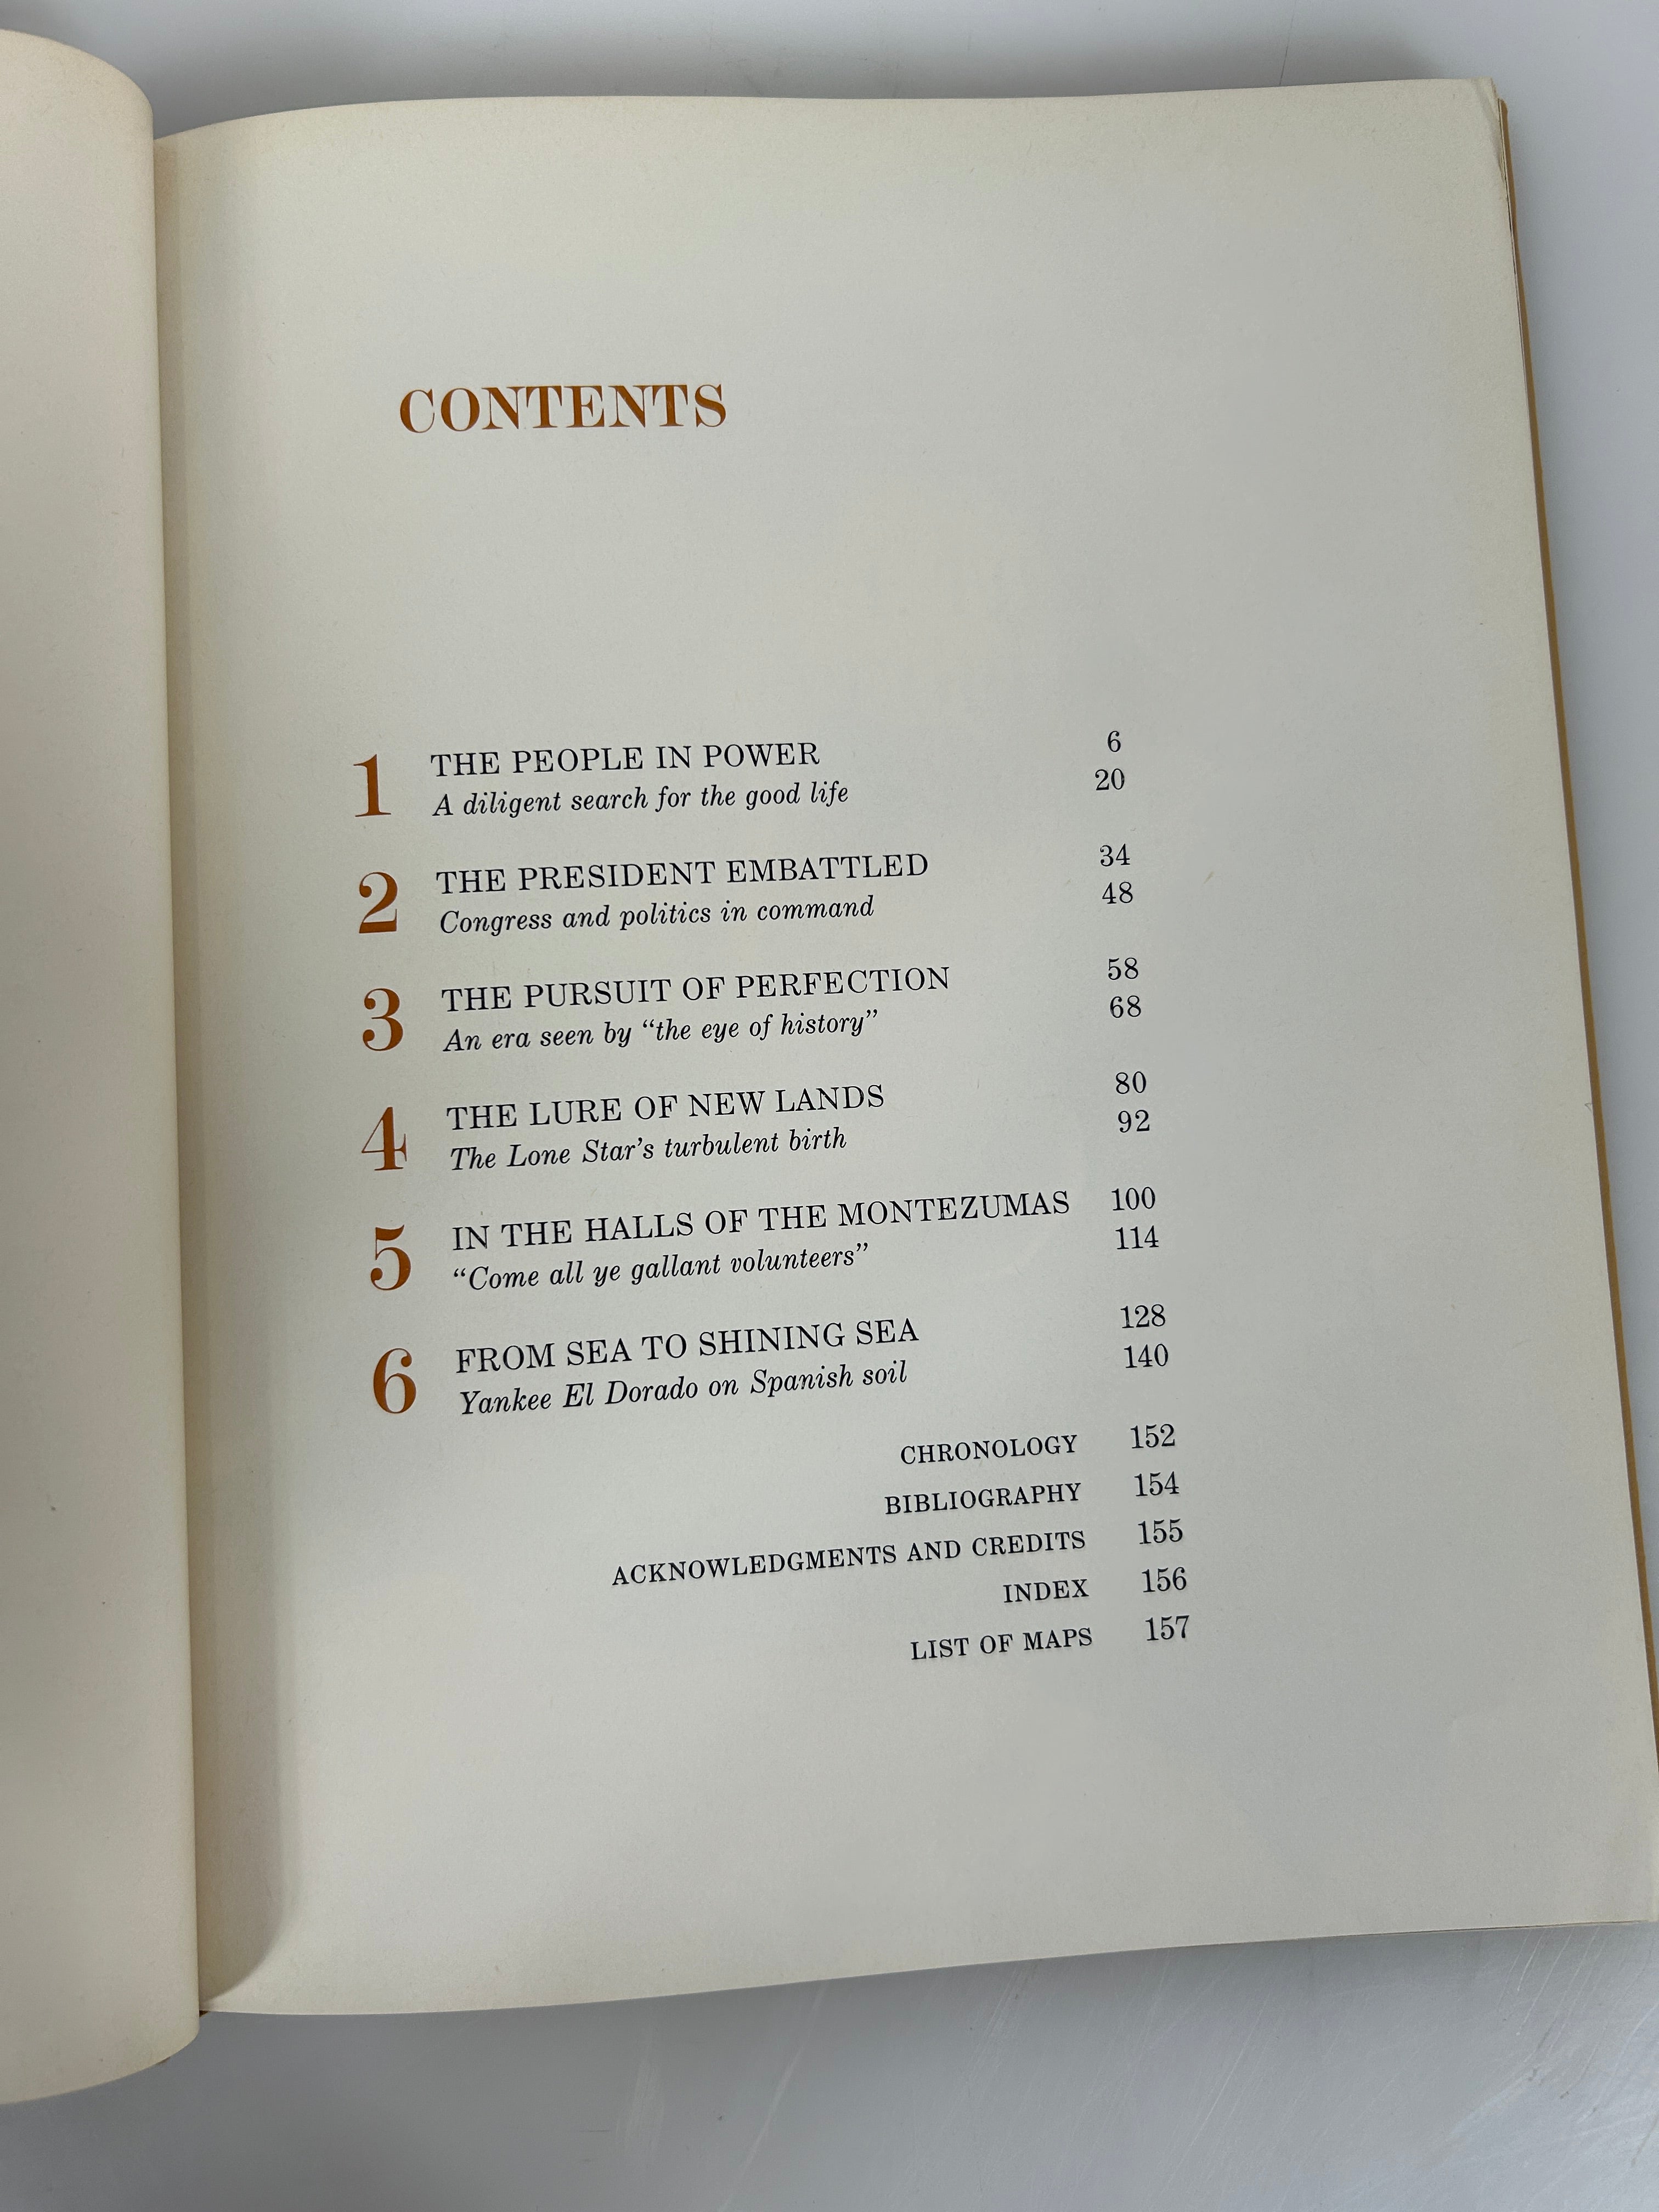 CONTENTS
1 THE PEOPLE IN POWER 6
A diligent search for the good life 20
2 THE PRESIDENT EMBATTLED 34
Congress and politics in command 48
3 THE PURSUIT OF PERFECTION 58
An era seen by “the eye of history” 68
4 THE LURE OF NEW LANDS 80
The Lone Star’s turbulent birth 92
5 IN THE HALLS OF THE MONTEZUMAS 100
“Come all ye gallant volunteers” 114
6 FROM SEA TO SHINING SEA 128
Yankee El Dorado on Spanish soil 140
CHRONOLOGY 152
BIBLIOGRAPHY 154
ACKNOWLEDGMENTS AND CREDITS 155
INDEX 156
LIST OF MAPS 157